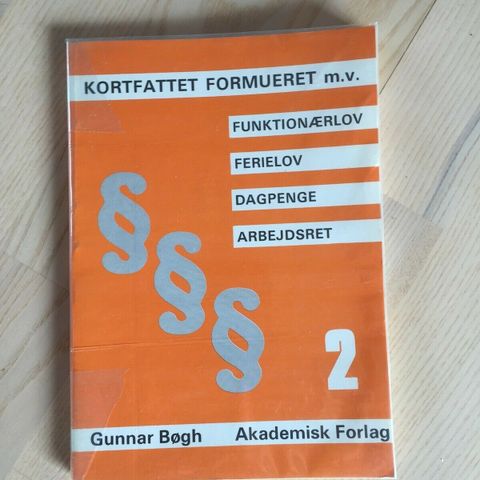 KORTFATTET FORMUERET m.v.
FUNKTIONÆRLOV
FERIELOV
DAGPENGE
ARBEJDSRET
§§§
2
Gunnar Bøgh Akademisk Forlag